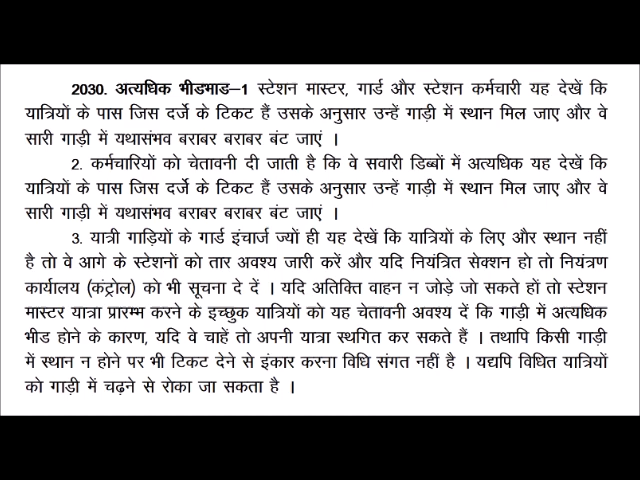 2030. अत्यधिक भीडभाड–1 स्टेशन मास्टर, गार्ड और स्टेशन कर्मचारी यह देखें कि
यात्रियों के पास जिस दर्जे के टिकट हैं उसके अनुसार उन्हें गाड़ी में स्थान मिल जाए और वे
सारी गाड़ी में यथासंभव बराबर बराबर बंट जाएं ।
2. कर्मचारियों को चेतावनी दी जाती है कि वे सवारी डिब्बों में अत्यधिक यह देखें कि
यात्रियों के पास जिस दर्जे के टिकट हैं उसके अनुसार उन्हें गाड़ी में स्थान मिल जाए और वे
सारी गाड़ी में यथासंभव बराबर बराबर बंट जाएं ।
3. यात्री गाड़ियों के गार्ड इंचार्ज ज्यों ही यह देखें कि यात्रियों के लिए और स्थान नहीं
है तो वे आगे के स्टेशनों को तार अवश्य जारी करें और यदि नियंत्रित सेक्शन हो तो नियंत्रण
कार्यालय (कंट्रोल) को भी सूचना दे दें । यदि अतिक्ति वाहन न जोड़े जो सकते हों तो स्टेशन
मास्टर यात्रा प्रारम्भ करने के इच्छुक यात्रियों को यह चेतावनी अवश्य दें कि गाड़ी में अत्यधिक
भीड होने के कारण, यदि वे चाहें तो अपनी यात्रा स्थगित कर सकते हैं । तथापि किसी गाड़ी
में स्थान न होने पर भी टिकट देने से इंकार करना विधि संगत नहीं है । यद्यपि विधित यात्रियों
को गाड़ी में चढ़ने से रोका जा सकता है ।